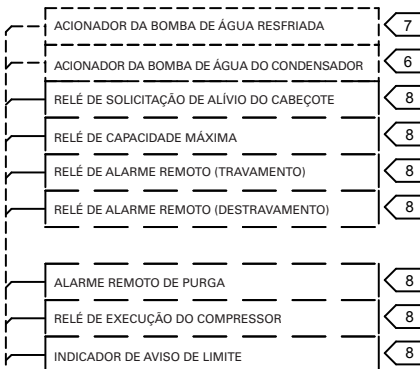 ACIONADOR DA BOMBA DE ÁGUA RESFRIADA 7
ACIONADOR DA BOMBA DE ÁGUA DO CONDENSADOR 6
RELÉ DE SOLICITAÇÃO DE ALÍVIO DO CABEÇOTE 8
RELÉ DE CAPACIDADE MÁXIMA 8
RELÉ DE ALARME REMOTO (TRAVAMENTO) 8
RELÉ DE ALARME REMOTO (DESTRAVAMENTO) 8
ALARME REMOTO DE PURGA 8
RELÉ DE EXECUÇÃO DO COMPRESSOR 8
INDICADOR DE AVISO DE LIMITE 8